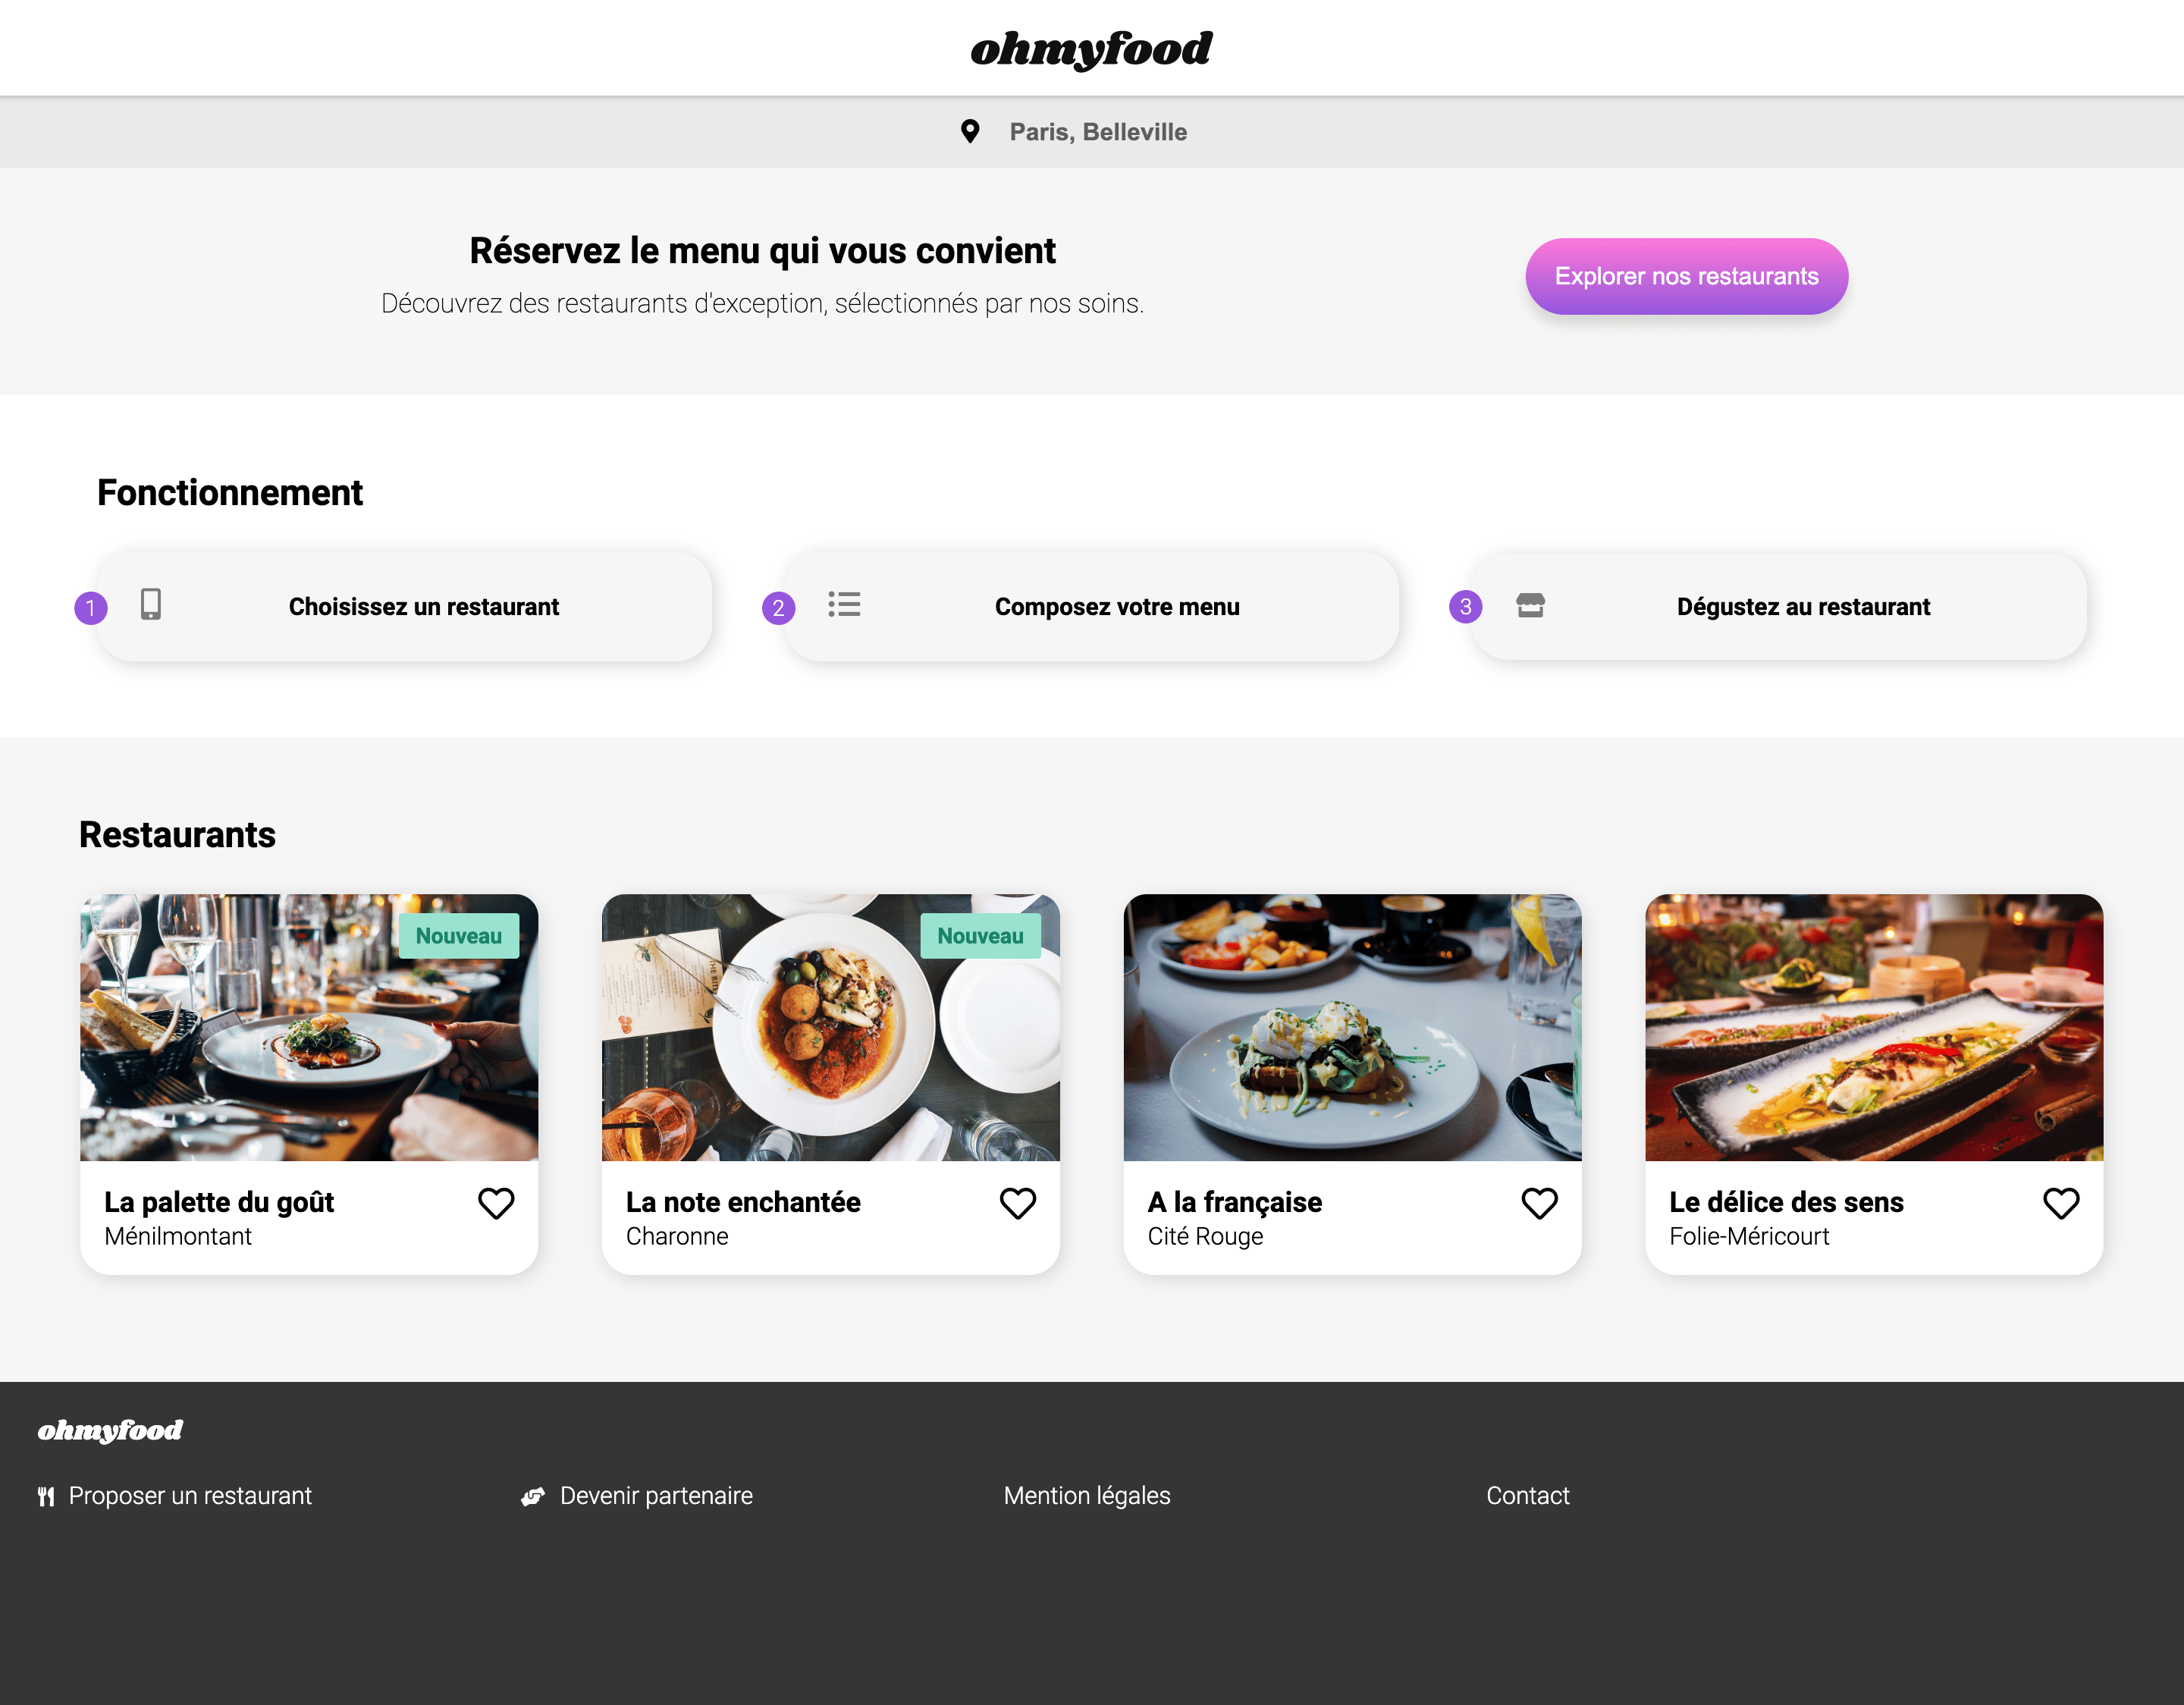 ohmyfood
Paris, Belleville
Réservez le menu qui vous convient
Découvrez des restaurants d'exception, sélectionnés par nos soins.
Explorer nos restaurants
Fonctionnement
1 Choisissez un restaurant
2 Composez votre menu
3 Dégustez au restaurant
Restaurants
Nouveau
La palette du goût
Ménilmontant
Nouveau
La note enchantée
Charonne
A la française
Cité Rouge
Le délice des sens
Folie-Méricourt
ohmyfood
Proposer un restaurant
Devenir partenaire
Mention légales
Contact